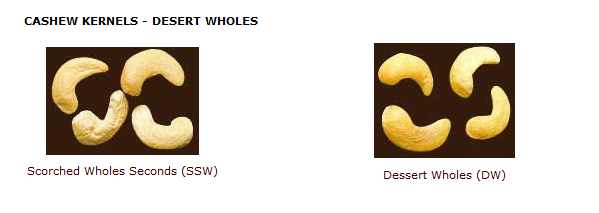 CASHEW KERNELS - DESERT WHOLES
Scorched Wholes Seconds (SSW)
Dessert Wholes (DW)